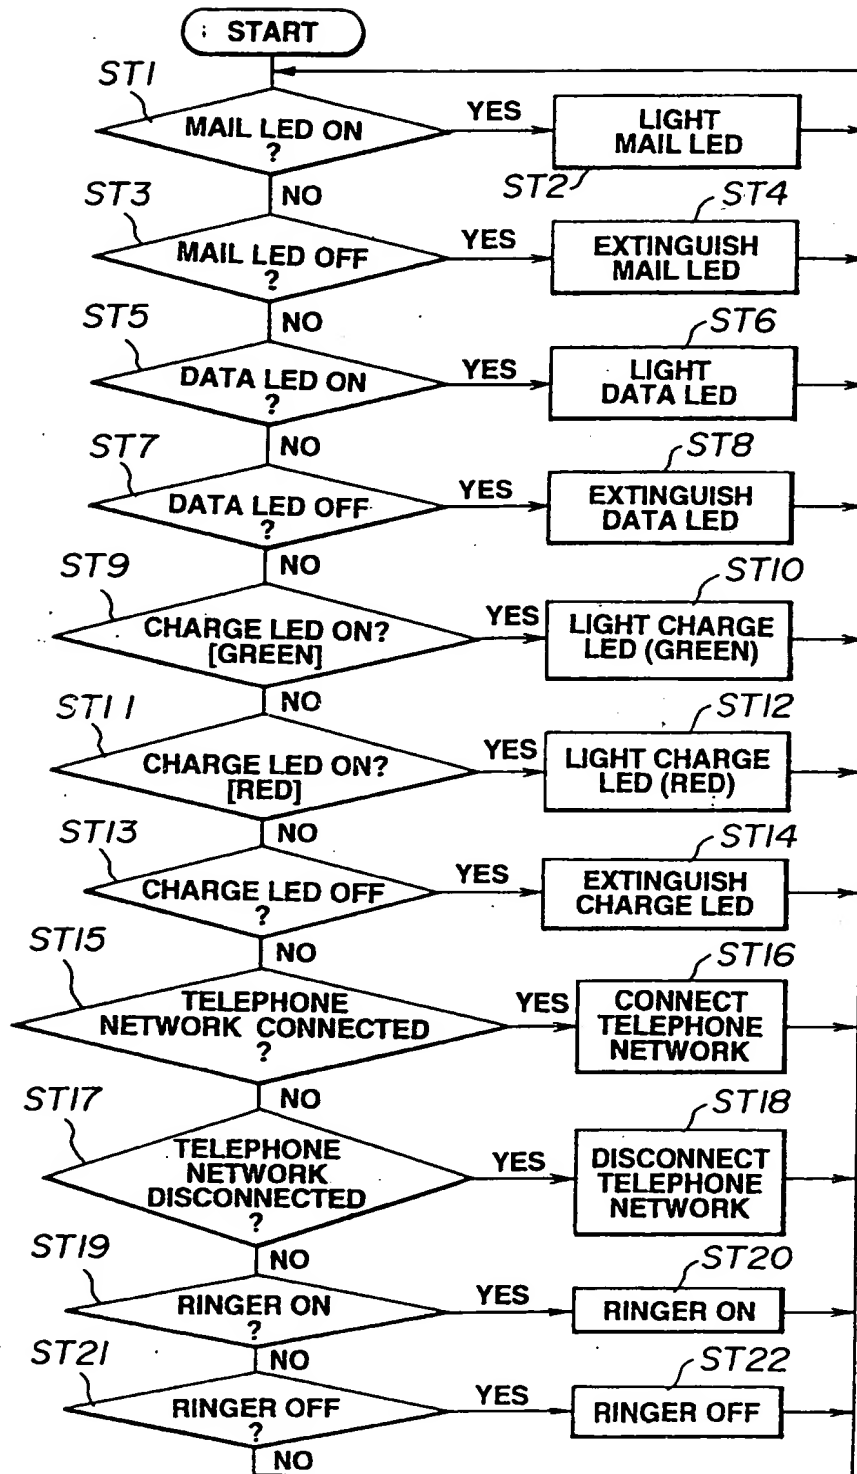 START
ST1
MAIL LED ON
?
YES
LIGHT
MAIL LED
ST2
NO
ST3
MAIL LED OFF
?
YES
ST4
EXTINGUISH
MAIL LED
NO
ST5
DATA LED ON
?
YES
ST6
LIGHT
DATA LED
NO
ST7
DATA LED OFF
?
YES
ST8
EXTINGUISH
DATA LED
NO
ST9
CHARGE LED ON?
[GREEN]
YES
ST10
LIGHT CHARGE
LED (GREEN)
NO
ST11
CHARGE LED ON?
[RED]
YES
ST12
LIGHT CHARGE
LED (RED)
NO
ST13
CHARGE LED OFF
?
YES
ST14
EXTINGUISH
CHARGE LED
NO
ST15
TELEPHONE
NETWORK CONNECTED
?
YES
ST16
CONNECT
TELEPHONE
NETWORK
NO
ST17
TELEPHONE
NETWORK
DISCONNECTED
?
YES
ST18
DISCONNECT
TELEPHONE
NETWORK
NO
ST19
RINGER ON
?
YES
ST20
RINGER ON
NO
ST21
RINGER OFF
?
YES
ST22
RINGER OFF
NO